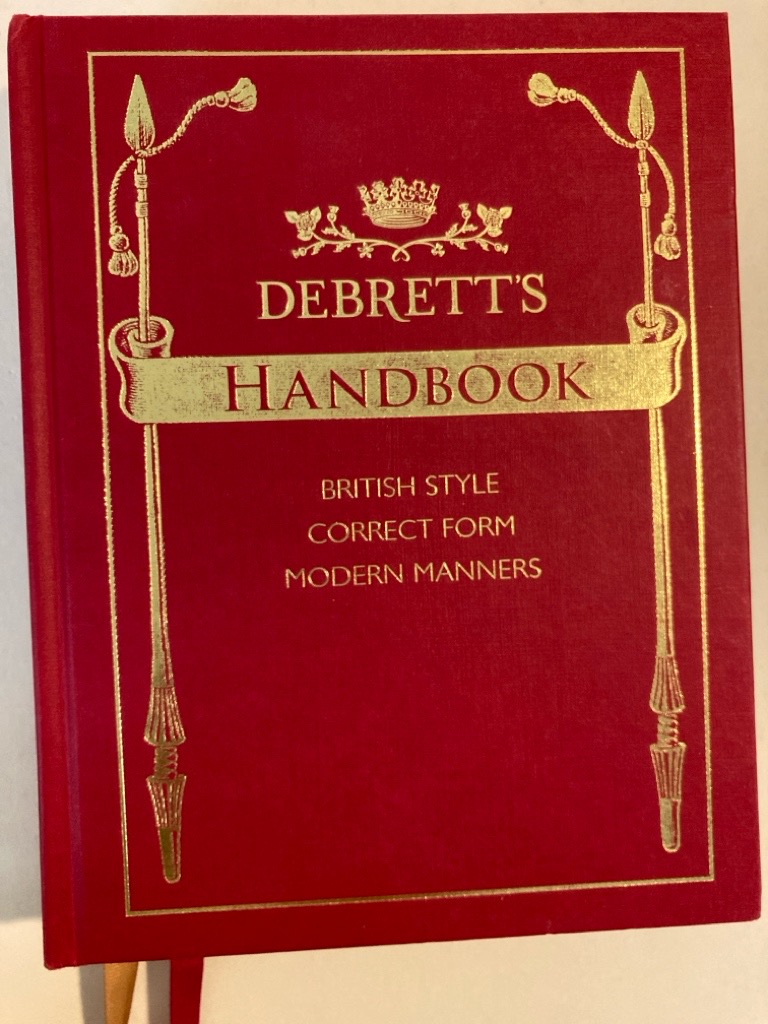 DEBRETT'S
HANDBOOK
BRITISH STYLE
CORRECT FORM
MODERN MANNERS